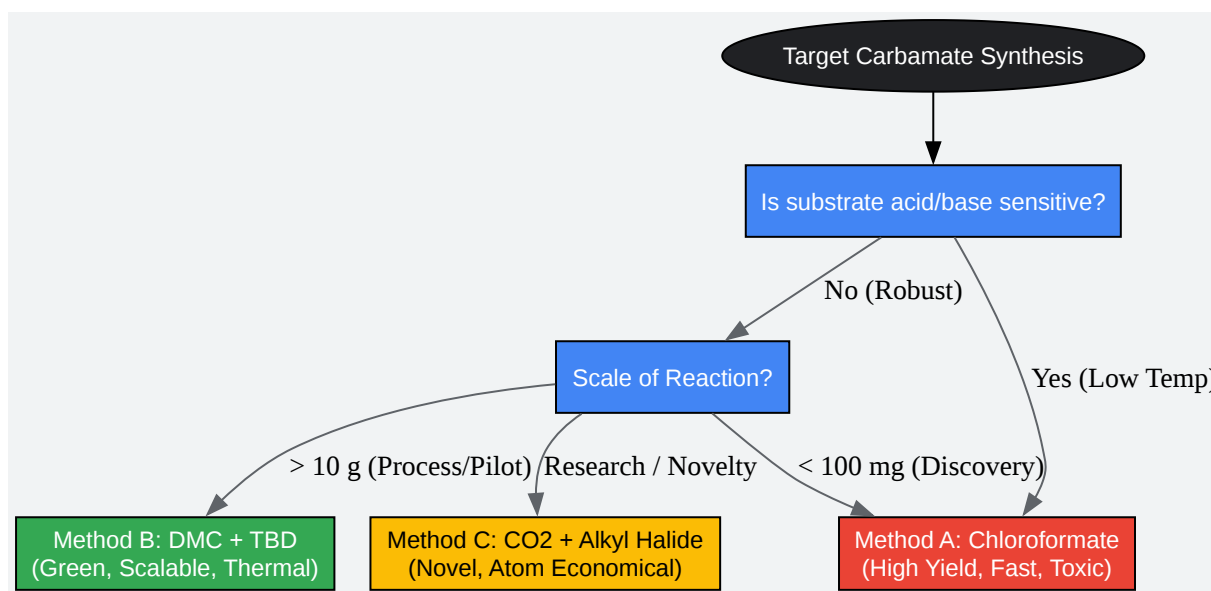 Target Carbamate Synthesis
Is substrate acid/base sensitive?
No (Robust)
Scale of Reaction?
Yes (Low Temp)
> 10 g (Process/Pilot)
Research / Novelty
< 100 mg (Discovery)
Method B: DMC + TBD
(Green, Scalable, Thermal)
Method C: CO2 + Alkyl Halide
(Novel, Atom Economical)
Method A: Chloroformate
(High Yield, Fast, Toxic)